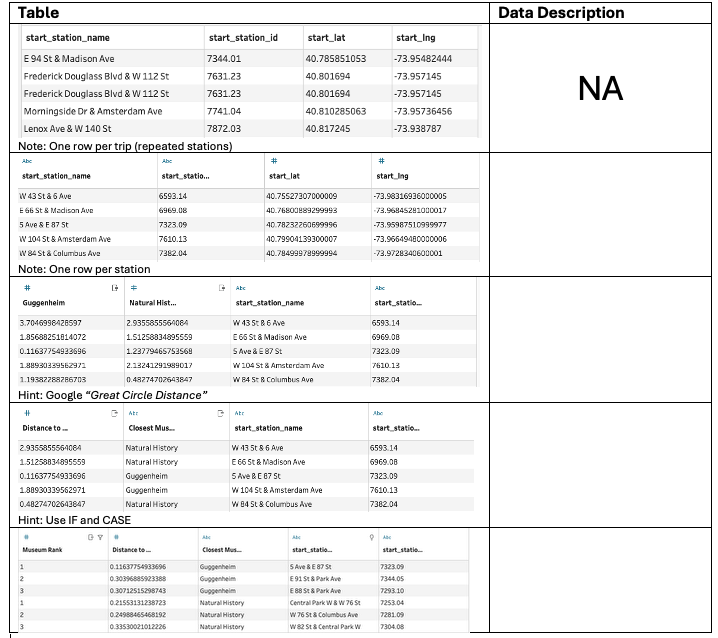 Table Data Description
start_station_name start_station_id start_lat start_lng
E 94 St & Madison Ave 7344.01 40.785851053 -73.95482444
Frederick Douglass Blvd & W 112 St 7631.23 40.801694 -73.957145
Frederick Douglass Blvd & W 112 St 7631.23 40.801694 -73.957145
Morningside Dr & Amsterdam Ave 7741.04 40.810285063 -73.95736456
Lenox Ave & W 140 St 7872.03 40.817245 -73.938787
NA
Note: One row per trip (repeated stations)
Abc Abc # #
start_station_name start_statio... start_lat start_lng
W 43 St & 6 Ave 6593.14 40.75527307000009 -73.98316936000005
E 66 St & Madison Ave 6969.08 40.76800889299993 -73.96845281000017
5 Ave & E 87 St 7323.09 40.78232260699996 -73.95987510999977
W 104 St & Amsterdam Ave 7610.13 40.79904139300007 -73.96649480000006
W 84 St & Columbus Ave 7382.04 40.78499978999994 -73.9728340600001
Note: One row per station
# # Abc Abc
Guggenheim Natural Hist... start_station_name start_statio...
3.7046998428597 2.9355855564084 W 43 St & 6 Ave 6593.14
1.85688251814072 1.51258834895559 E 66 St & Madison Ave 6969.08
0.11637754933696 1.23779465753568 5 Ave & E 87 St 7323.09
1.88930339562971 2.13241291989017 W 104 St & Amsterdam Ave 7610.13
1.19382288286703 0.48274702643847 W 84 St & Columbus Ave 7382.04
Hint: Google “Great Circle Distance”
# Abc Abc Abc
Distance to ... Closest Mus... start_station_name start_statio...
2.9355855564084 Natural History W 43 St & 6 Ave 6593.14
1.51258834895559 Natural History E 66 St & Madison Ave 6969.08
0.11637754933696 Guggenheim 5 Ave & E 87 St 7323.09
1.88930339562971 Guggenheim W 104 St & Amsterdam Ave 7610.13
0.48274702643847 Natural History W 84 St & Columbus Ave 7382.04
Hint: Use IF and CASE
# # Abc Abc Abc
Museum Rank Distance to ... Closest Mus... start_statio... start_statio...
1 0.11637754933696 Guggenheim 5 Ave & E 87 St 7323.09
2 0.30396885923388 Guggenheim E 91 St & Park Ave 7344.05
3 0.30712515298743 Guggenheim E 88 St & Park Ave 7293.10
1 0.21553131238723 Natural History Central Park W & W 76 St 7253.04
2 0.24988465468192 Natural History W 76 St & Columbus Ave 7281.09
3 0.33530021012226 Natural History W 82 St & Central Park W 7304.08